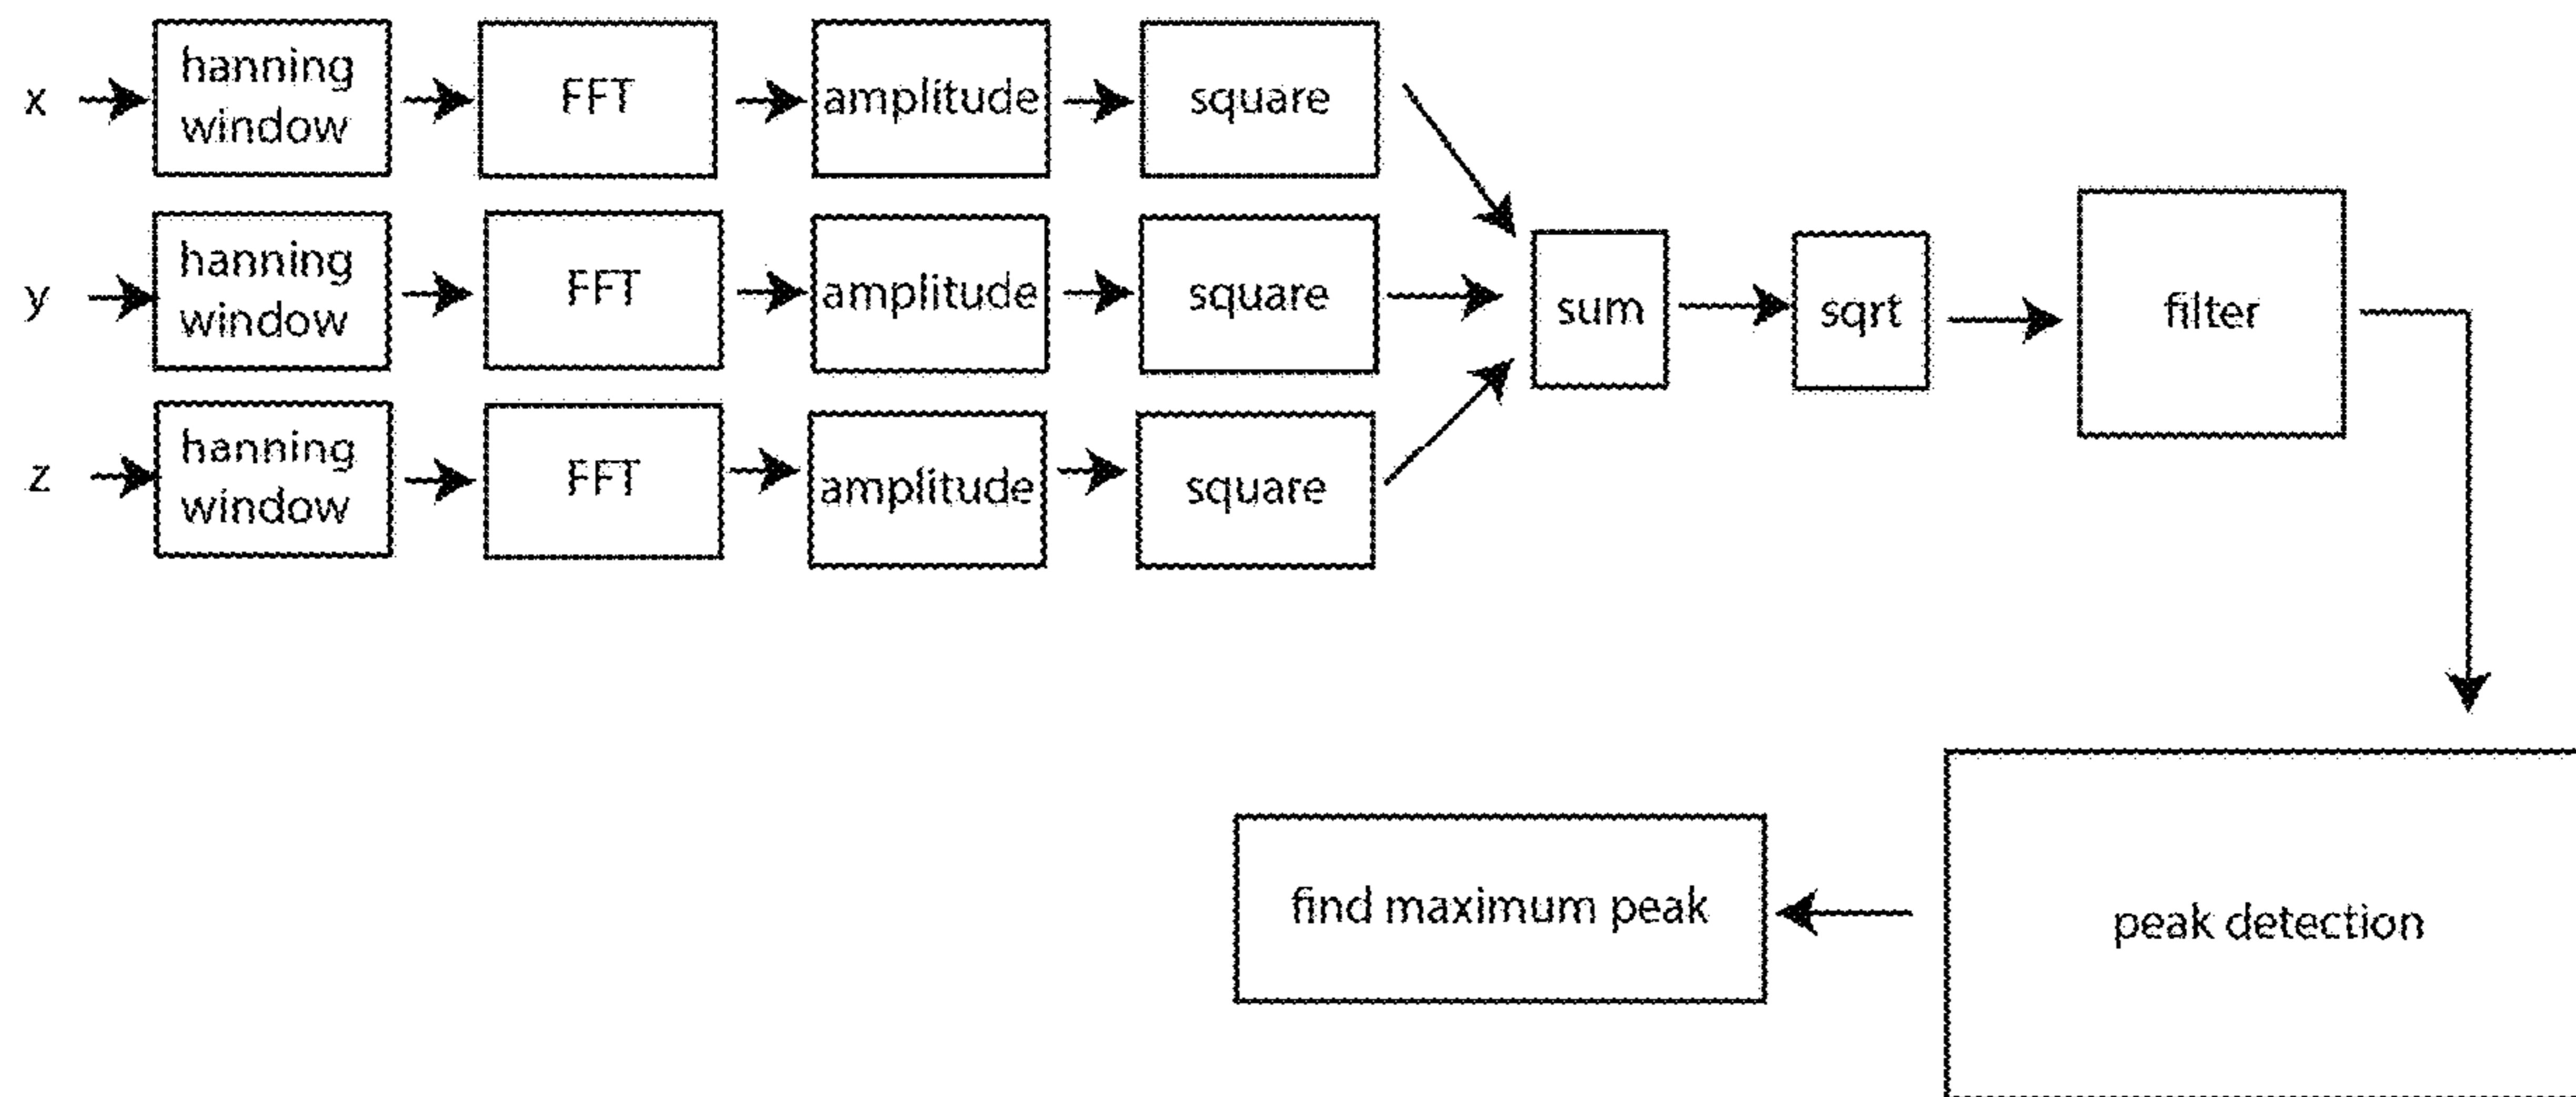 x
hanning
window
FFT
amplitude
square
y
hanning
window
FFT
amplitude
square
z
hanning
window
FFT
amplitude
square
sum
sqrt
filter
peak detection
find maximum peak